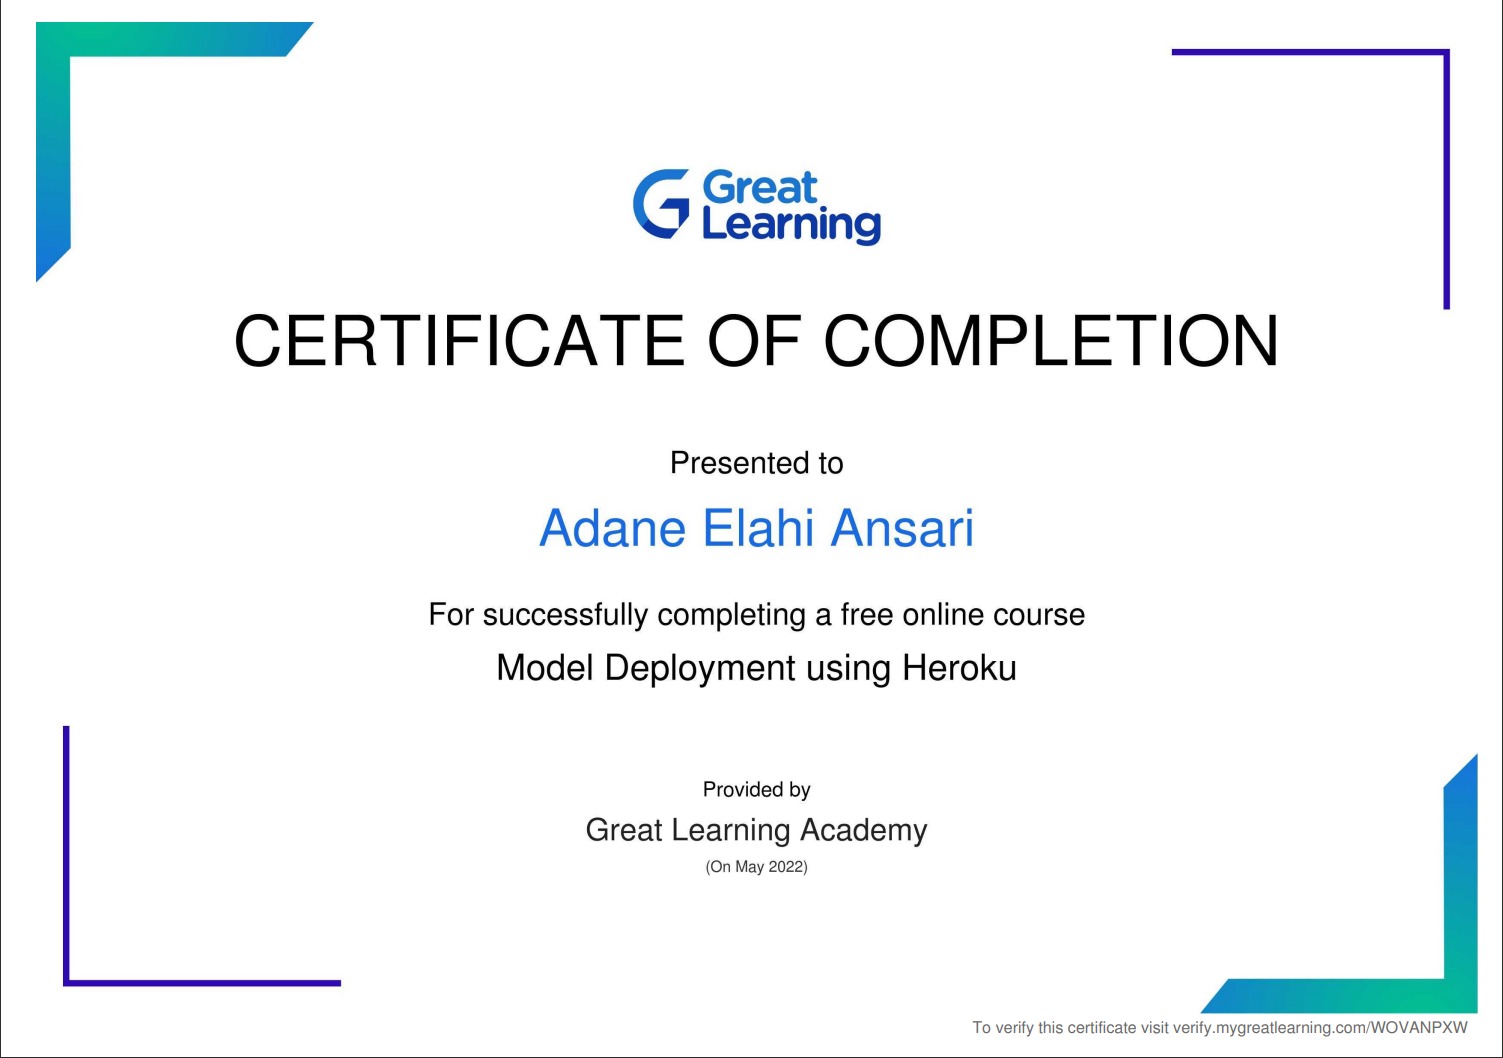 Great
Learning
CERTIFICATE OF COMPLETION
Presented to
Adane Elahi Ansari
For successfully completing a free online course
Model Deployment using Heroku
Provided by
Great Learning Academy
(On May 2022)
To verify this certificate visit verify.mygreatlearning.com/WOVANPXW